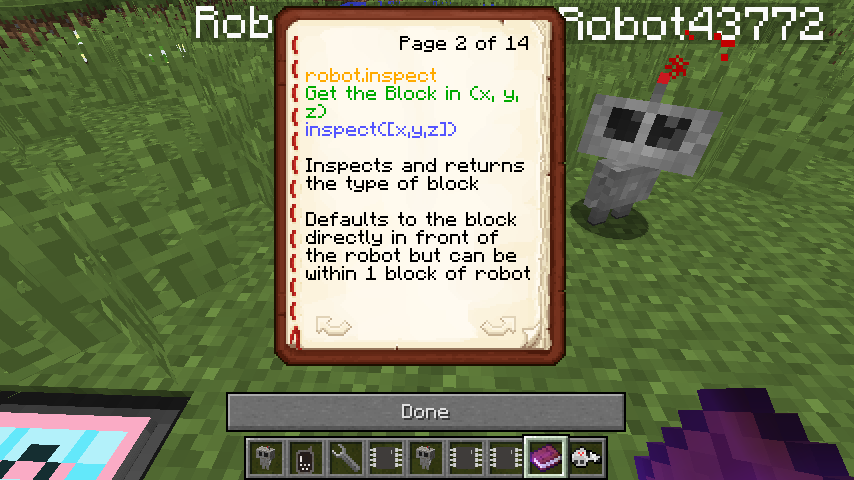 Rob
Robot43772
Page 2 of 14
robot.inspect
Get the Block in (x, y,
z)
inspect([x,y,z])
Inspects and returns
the type of block
Defaults to the block
directly in front of
the robot but can be
within 1 block of robot
Done